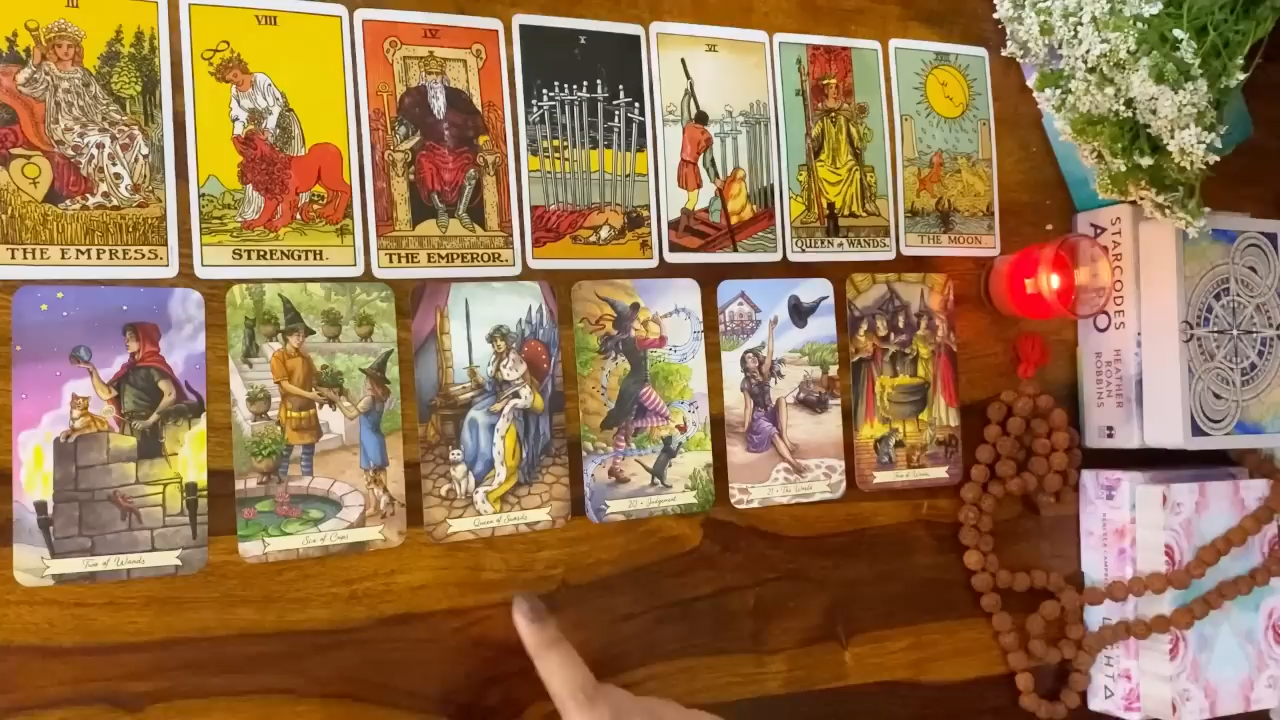 III
VIII
IV
X
VI
THE EMPRESS.
STRENGTH.
THE EMPEROR.
QUEEN of WANDS.
THE MOON.
Two of Wands
Six of Cups
Queen of Swords
20 • Judgement
21 • The World
STARCODES
HEATHER
ROAN
ROBBINS